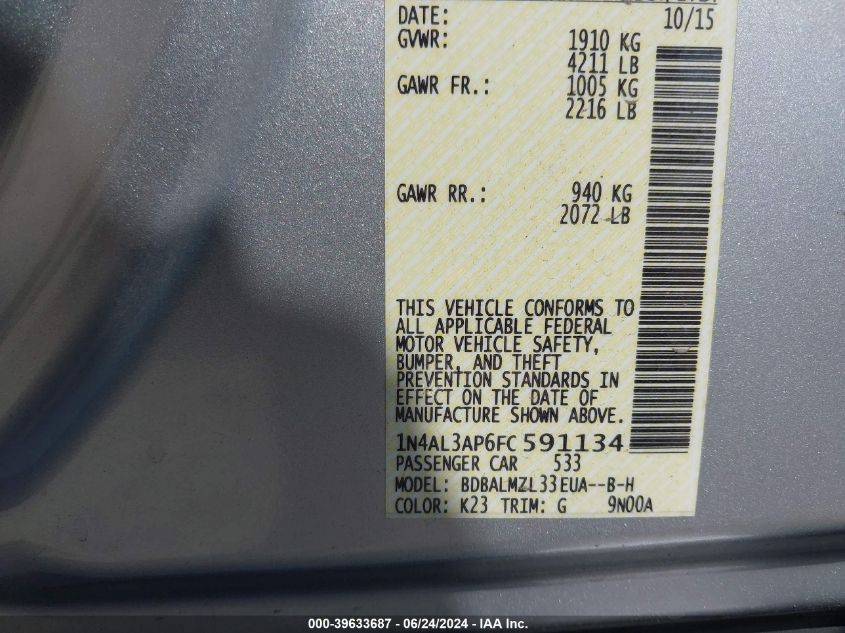 DATE: 10/15
GVWR: 1910 KG
4211 LB
GAWR FR.: 1005 KG
2216 LB
GAWR RR.: 940 KG
2072 LB
THIS VEHICLE CONFORMS TO
ALL APPLICABLE FEDERAL
MOTOR VEHICLE SAFETY,
BUMPER, AND THEFT
PREVENTION STANDARDS IN
EFFECT ON THE DATE OF
MANUFACTURE SHOWN ABOVE.
1N4AL3AP6FC591134
PASSENGER CAR 533
MODEL: BDBALMZL33EUA--B-H
COLOR: K23 TRIM: G 9N00A
000-39633687 - 06/24/2024 - IAA Inc.